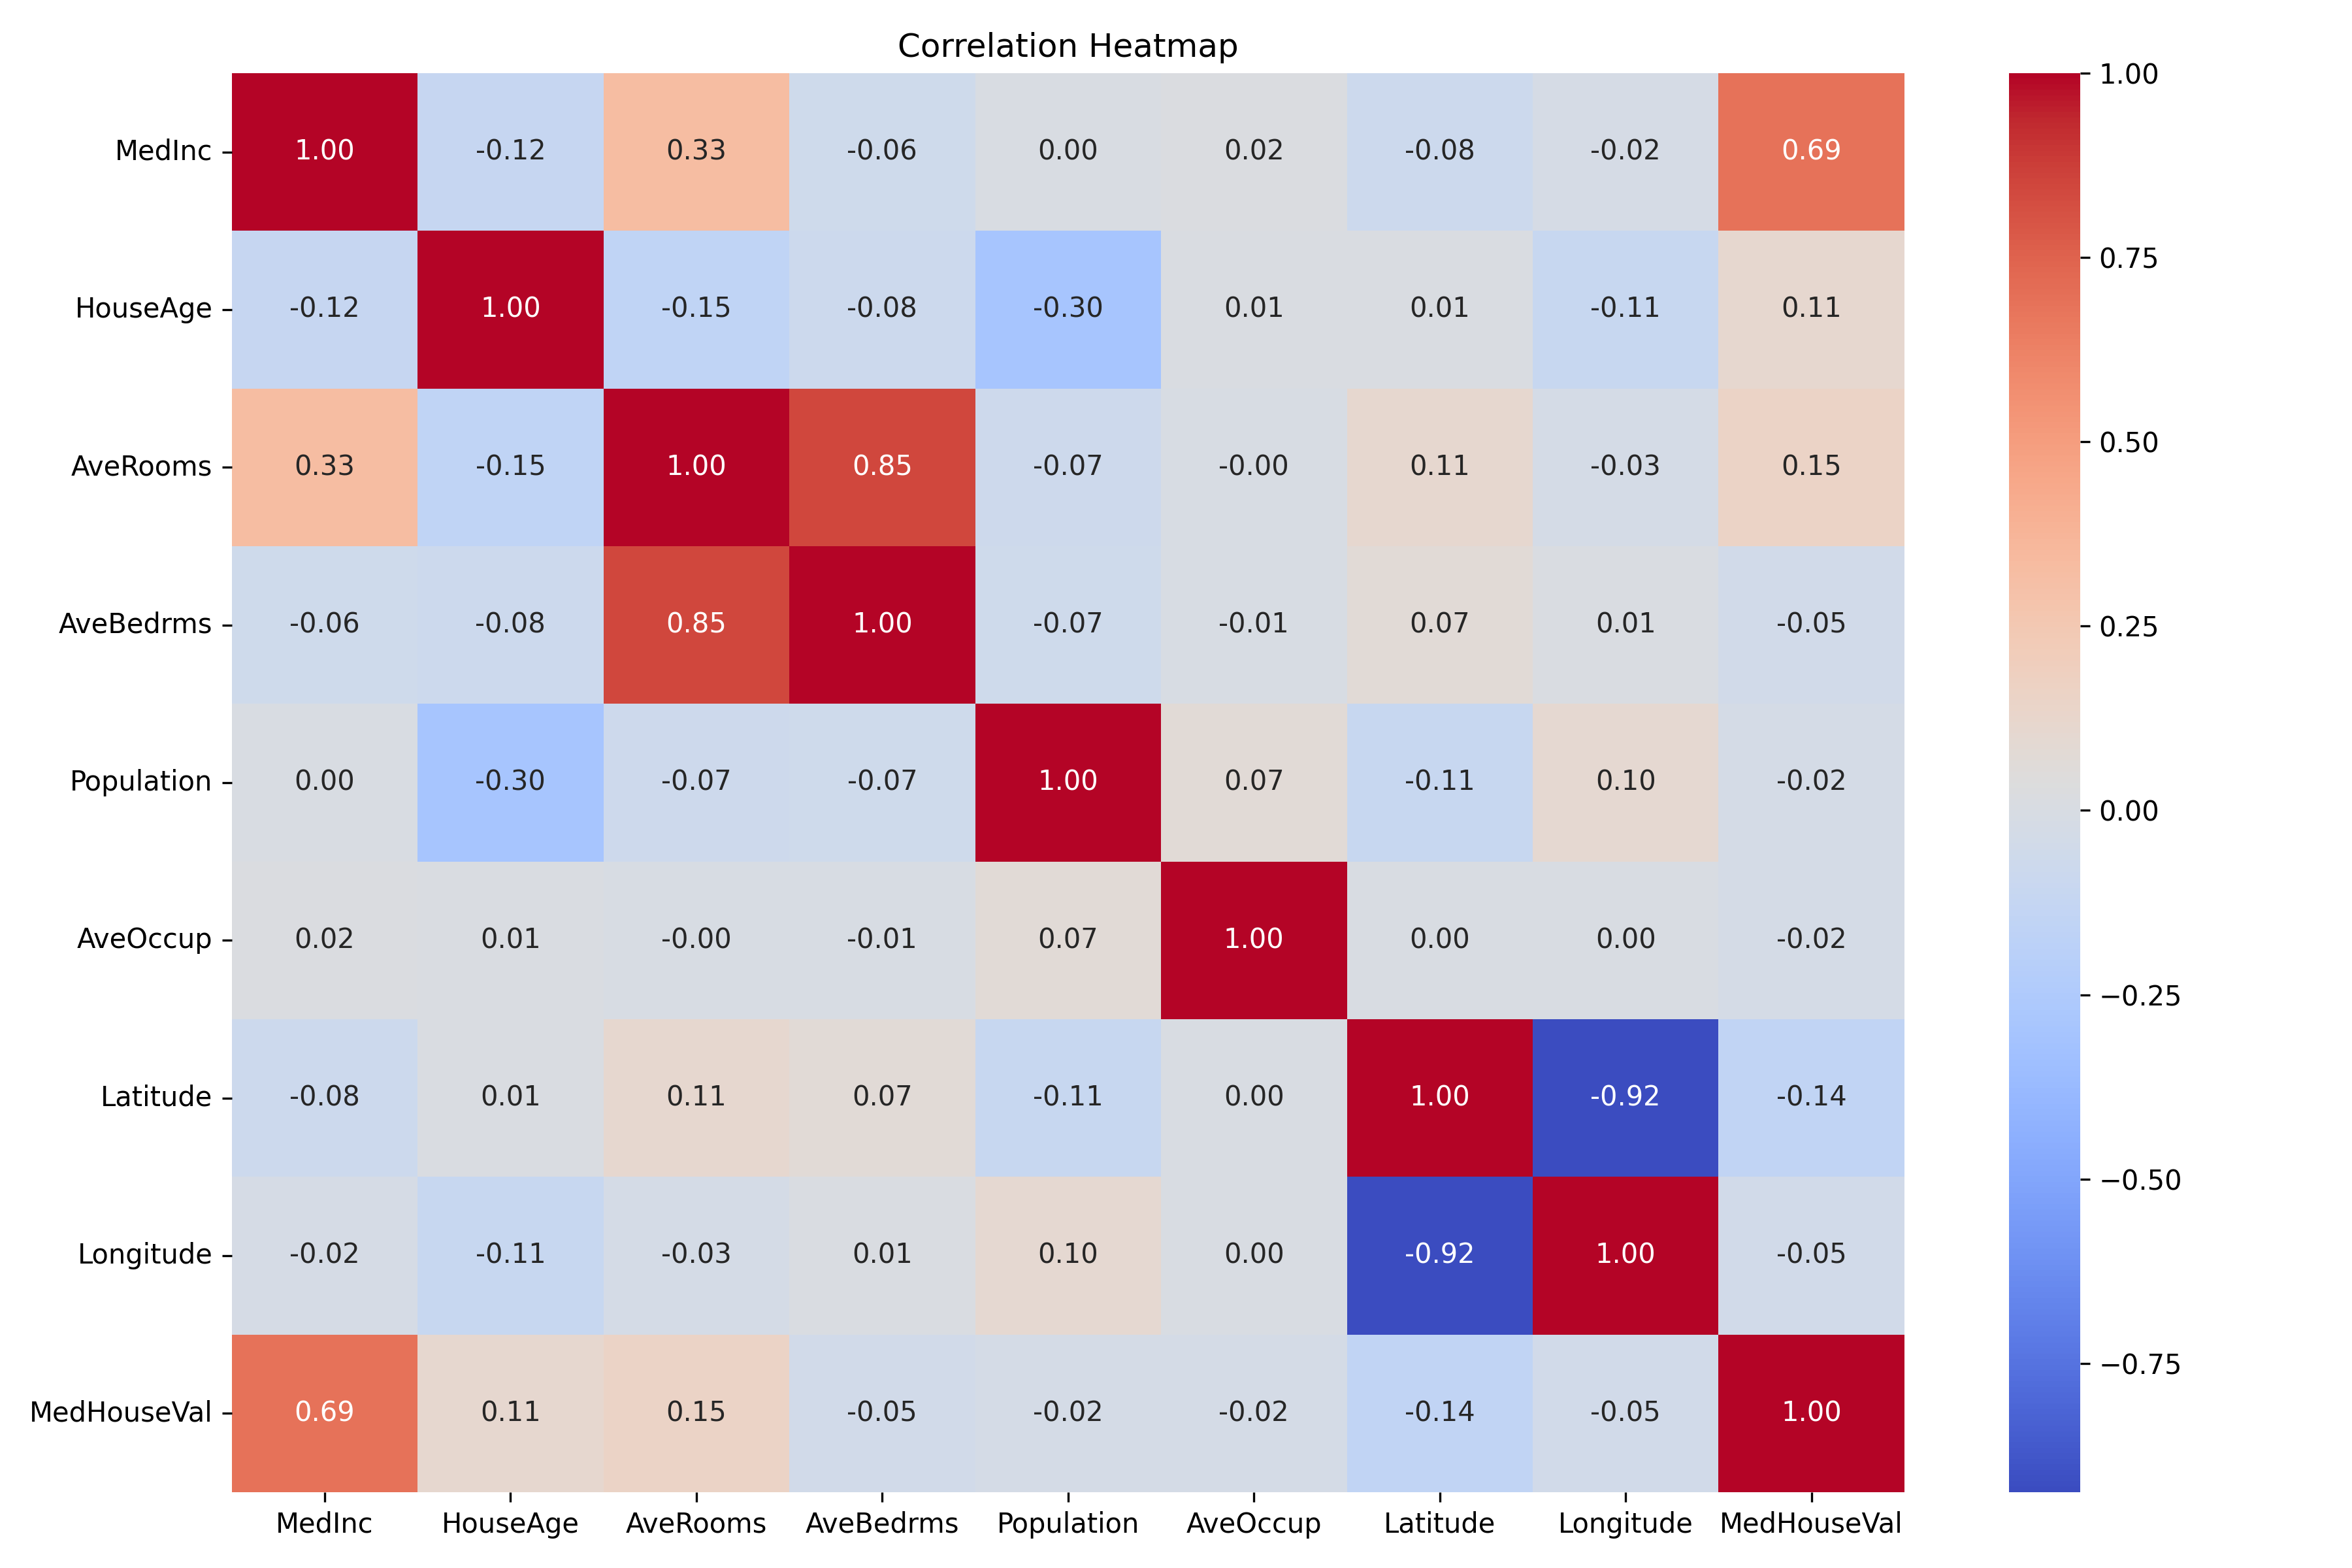 Correlation Heatmap
MedInc 1.00 -0.12 0.33 -0.06 0.00 0.02 -0.08 -0.02 0.69
HouseAge -0.12 1.00 -0.15 -0.08 -0.30 0.01 0.01 -0.11 0.11
AveRooms 0.33 -0.15 1.00 0.85 -0.07 -0.00 0.11 -0.03 0.15
AveBedrms -0.06 -0.08 0.85 1.00 -0.07 -0.01 0.07 0.01 -0.05
Population 0.00 -0.30 -0.07 -0.07 1.00 0.07 -0.11 0.10 -0.02
AveOccup 0.02 0.01 -0.00 -0.01 0.07 1.00 0.00 0.00 -0.02
Latitude -0.08 0.01 0.11 0.07 -0.11 0.00 1.00 -0.92 -0.14
Longitude -0.02 -0.11 -0.03 0.01 0.10 0.00 -0.92 1.00 -0.05
MedHouseVal 0.69 0.11 0.15 -0.05 -0.02 -0.02 -0.14 -0.05 1.00
MedInc HouseAge AveRooms AveBedrms Population AveOccup Latitude Longitude MedHouseVal
1.00
0.75
0.50
0.25
0.00
−0.25
−0.50
−0.75